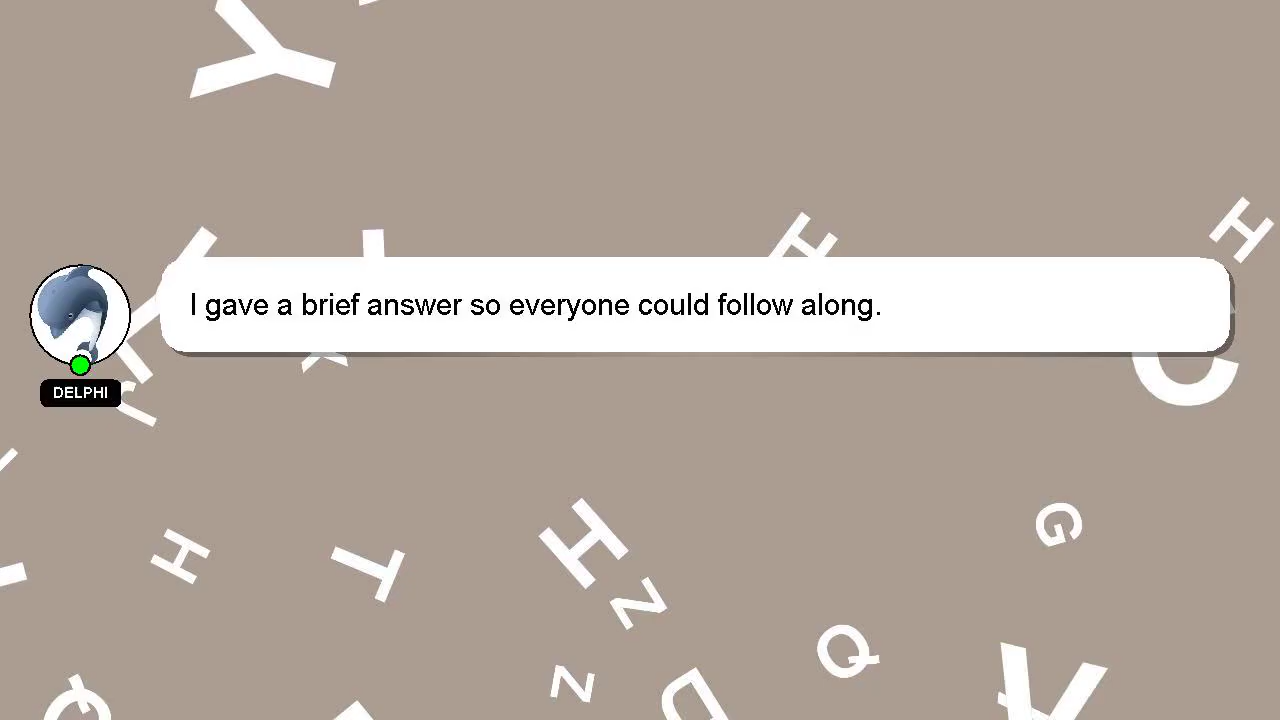 I gave a brief answer so everyone could follow along.
DELPHI
Y
H
H
C
H
T
H
Z
G
Q
Z
D
Q